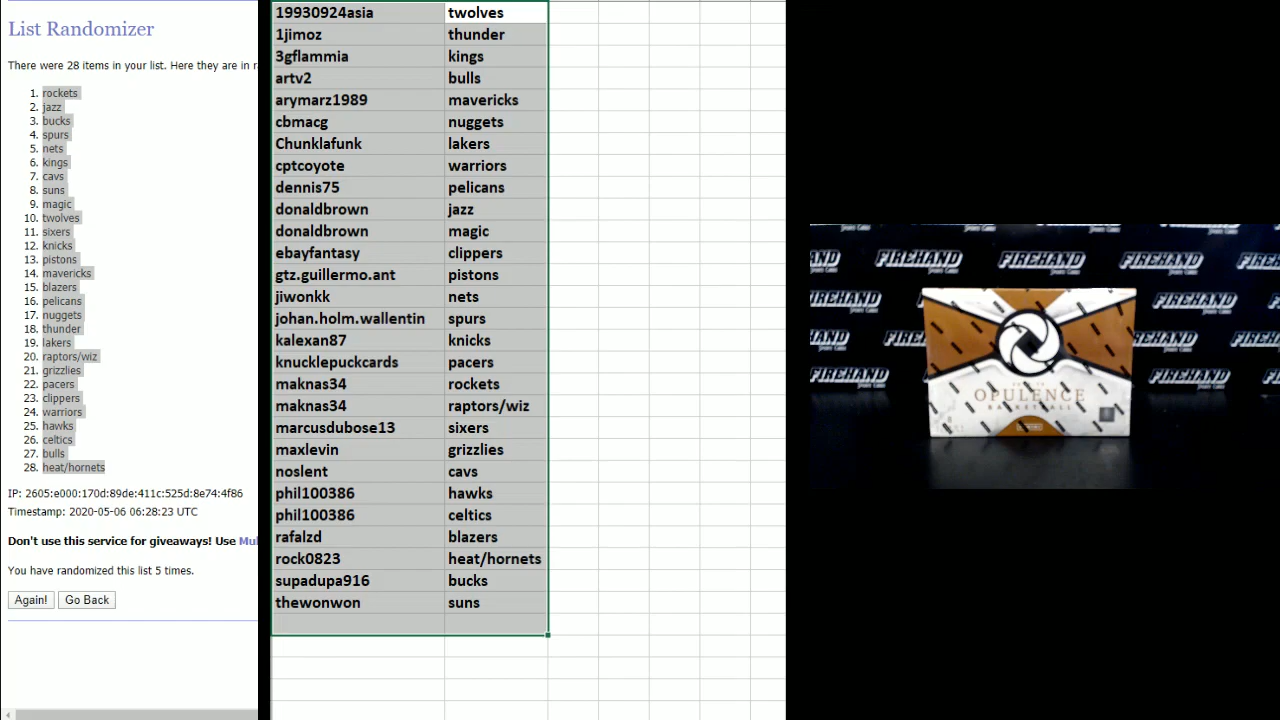 List Randomizer
There were 28 items in your list. Here they are in
1. rockets
2. jazz
3. bucks
4. spurs
5. nets
6. kings
7. cavs
8. suns
9. magic
10. twolves
11. sixers
12. knicks
13. pistons
14. mavericks
15. blazers
16. pelicans
17. nuggets
18. thunder
19. lakers
20. raptors/wiz
21. grizzlies
22. pacers
23. clippers
24. warriors
25. hawks
26. celtics
27. bulls
28. heat/hornets
IP: 2605:e000:170d:89de:411c:525d:8e74:4f86
Timestamp: 2020-05-06 06:28:23 UTC
Don't use this service for giveaways! Use
You have randomized this list 5 times.
Again! Go Back
19930924asia twolves
1jimoz thunder
3gflammia kings
artv2 bulls
arymarz1989 mavericks
cbmacg nuggets
Chunklafunk lakers
cptcoyote warriors
dennis75 pelicans
donaldbrown jazz
donaldbrown magic
ebayfantasy clippers
gtz.guillermo.ant pistons
jiwonkk nets
johan.holm.wallentin spurs
kalexan87 knicks
knucklepuckcards pacers
maknas34 rockets
maknas34 raptors/wiz
marcusdubose13 sixers
maxlevin grizzlies
noslent cavs
phil100386 hawks
phil100386 celtics
rafalzd blazers
rock0823 heat/hornets
supadupa916 bucks
thewonwon suns
FIREHAND FIREHAND FIREHAND
FIREHAND
OPULENCE
BASKETBALL